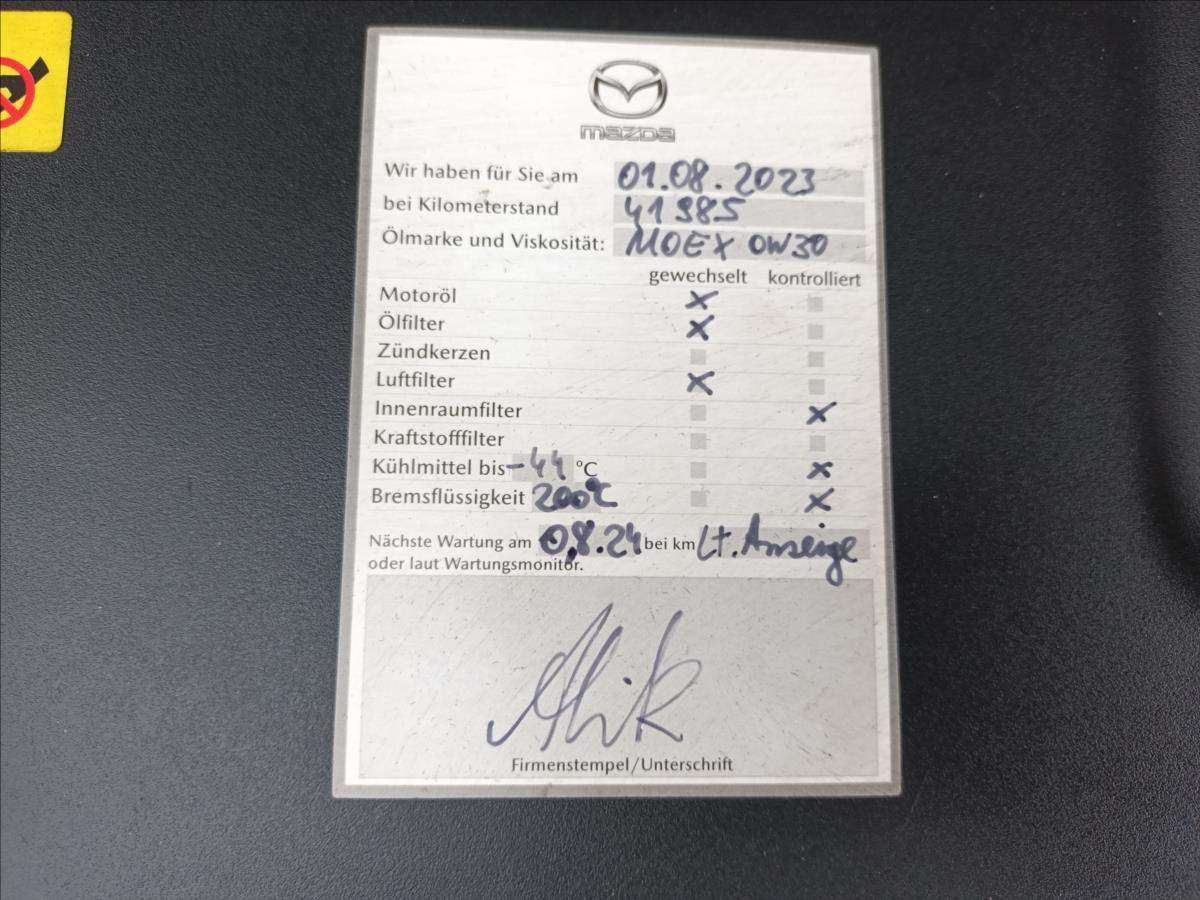 mazda
Wir haben für Sie am 01.08.2023
bei Kilometerstand 41985
Ölmarke und Viskosität: MOEX 0W30
gewechselt kontrolliert
Motoröl x
Ölfilter x
Zündkerzen
Luftfilter x
Innenraumfilter x
Kraftstofffilter
Kühlmittel bis -44 °C x
Bremsflüssigkeit 200°C x
Nächste Wartung am 0,8.24 bei km Lt. Anzeige
oder laut Wartungsmonitor.
Firmenstempel/Unterschrift